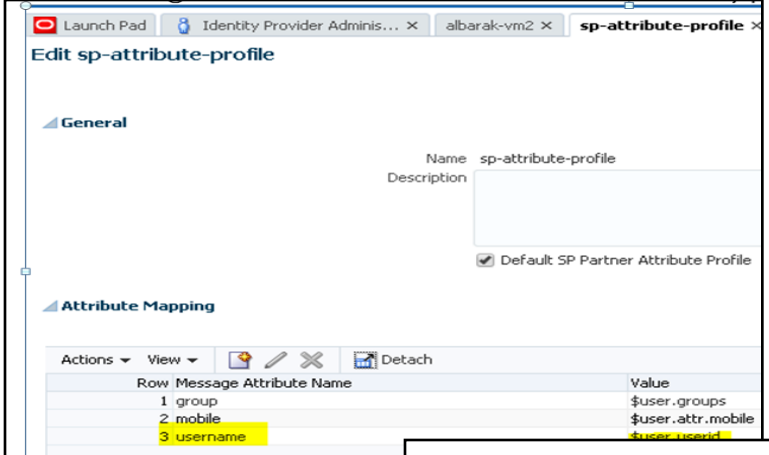 Launch Pad Identity Provider Adminis... × albarak-vm2 × sp-attribute-profile ×
Edit sp-attribute-profile
General
Name sp-attribute-profile
Description
Default SP Partner Attribute Profile
Attribute Mapping
Actions View Detach
Row Message Attribute Name Value
1 group $user.groups
2 mobile $user.attr.mobile
3 username $user.userid